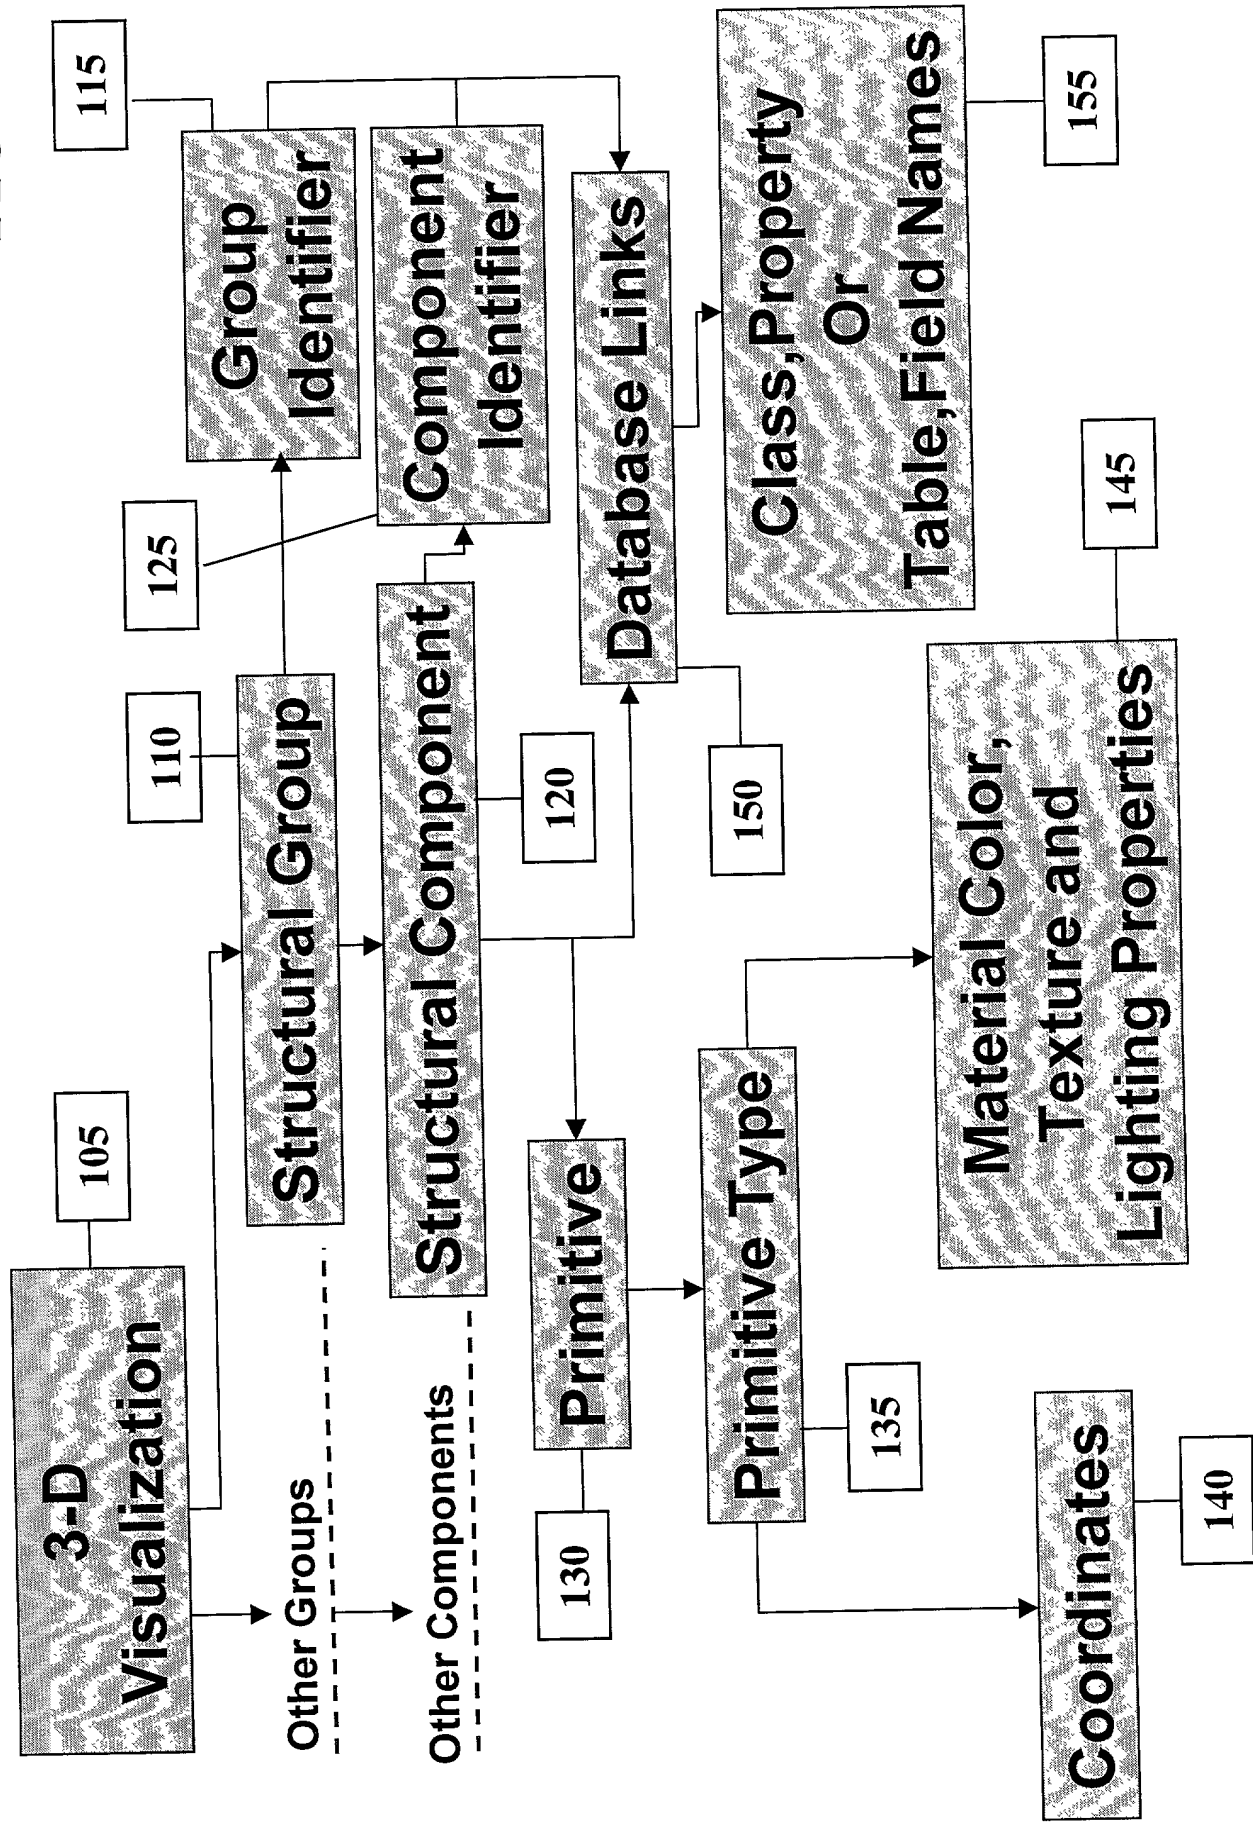 3-D
Visualization
105
Other Groups
Other Components
Structural Group
110
Group
Identifier
115
Structural Component
120
Component
Identifier
125
Primitive
130
Primitive Type
135
Coordinates
140
Material Color,
Texture and
Lighting Properties
145
Database Links
150
Class,Property
Or
Table,Field Names
155